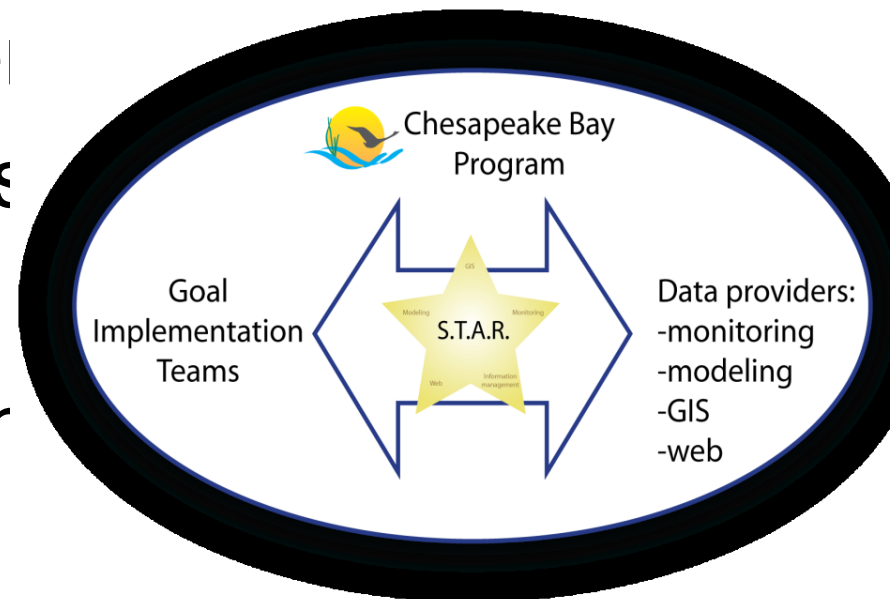 Chesapeake Bay
Program
Goal
Implementation
Teams
GIS
Modeling
Monitoring
S.T.A.R.
Web
Information
management
Data providers:
-monitoring
-modeling
-GIS
-web